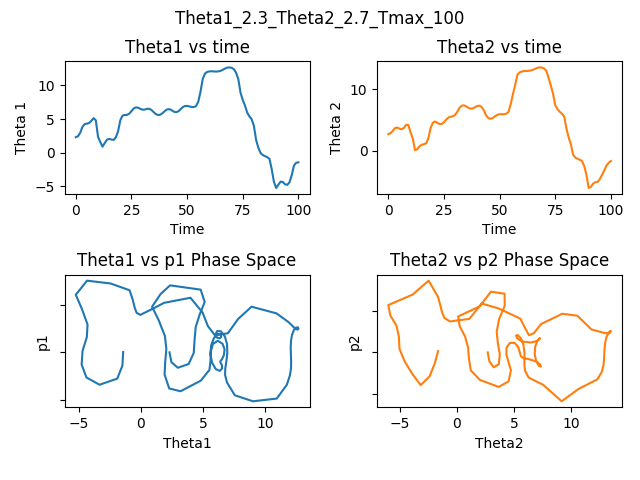 Theta1_2.3_Theta2_2.7_Tmax_100
Theta1 vs time
Theta2 vs time
Theta 1
10
5
0
−5
0
25
50
75
100
Time
Theta 2
10
0
0
25
50
75
100
Time
Theta1 vs p1 Phase Space
Theta2 vs p2 Phase Space
p1
−5
0
5
10
Theta1
p2
−5
0
5
10
Theta2